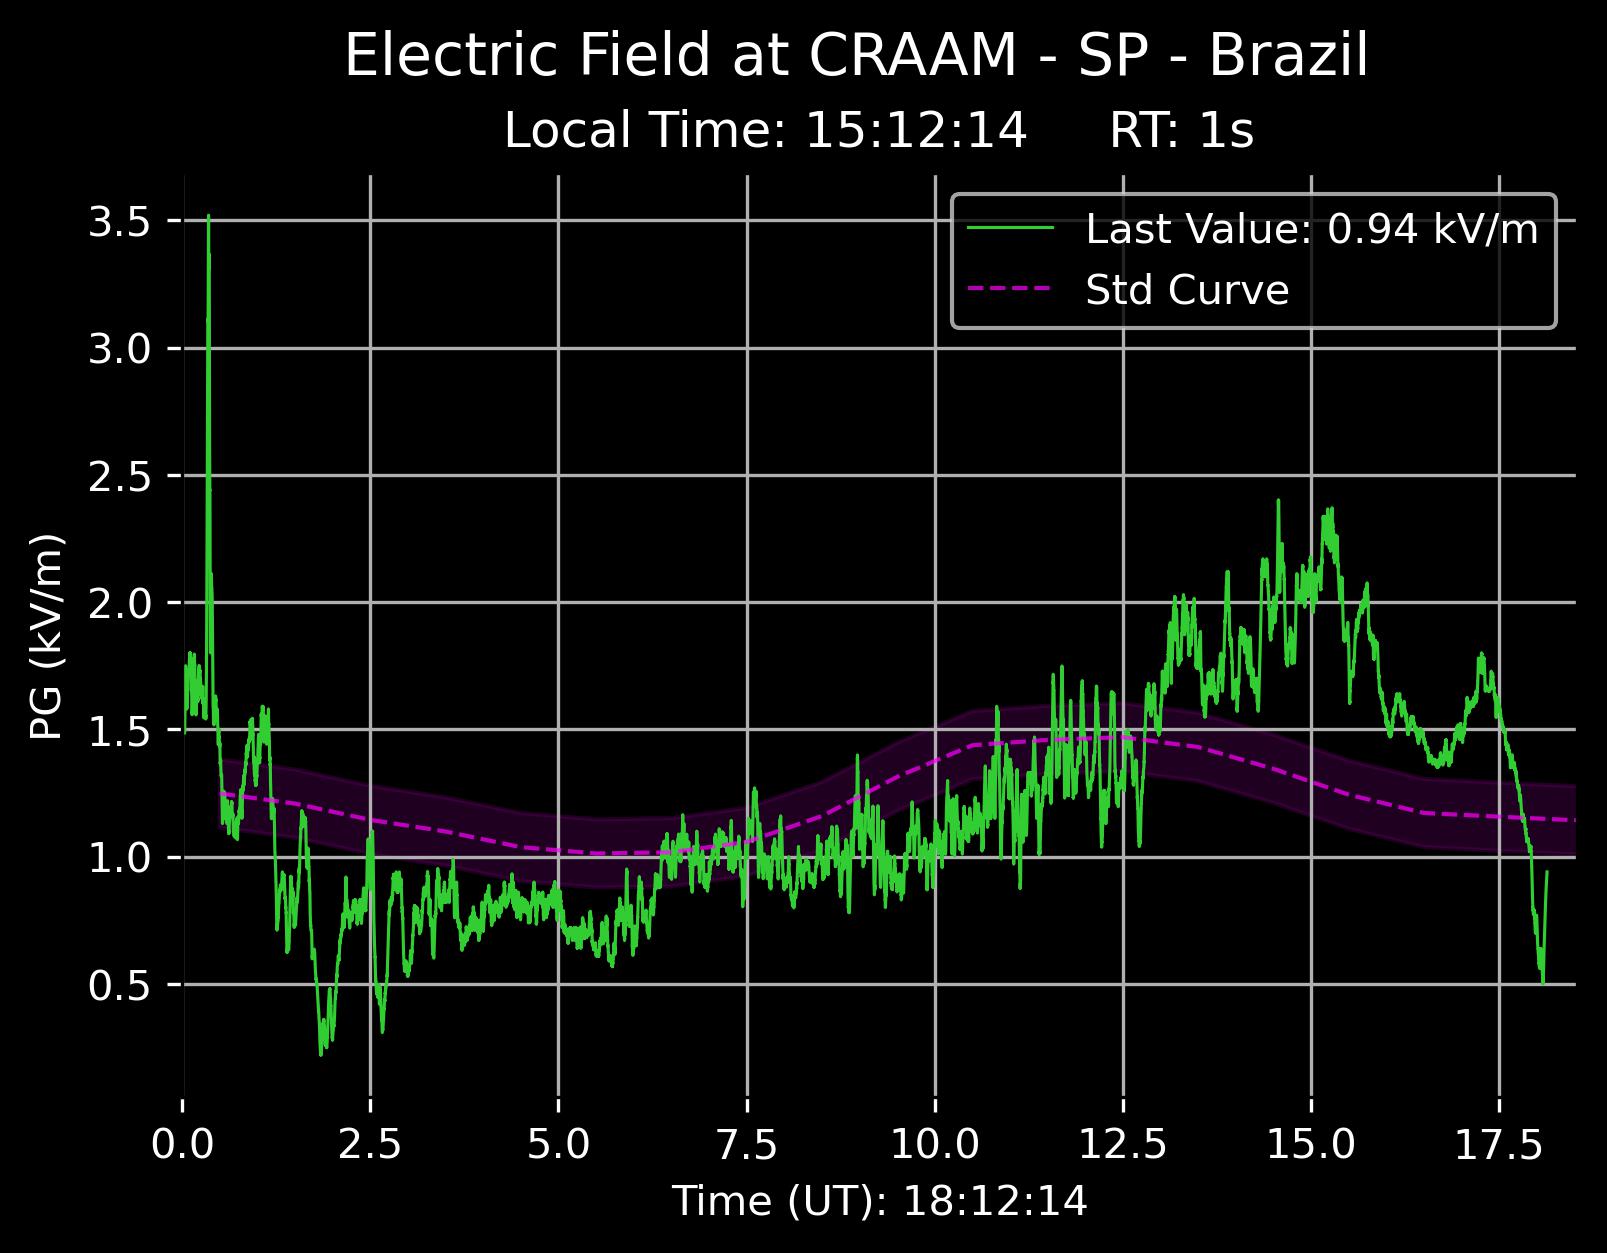 Electric Field at CRAAM - SP - Brazil
Local Time: 15:12:14 RT: 1s
Last Value: 0.94 kV/m
Std Curve
PG (kV/m)
3.5
3.0
2.5
2.0
1.5
1.0
0.5
0.0 2.5 5.0 7.5 10.0 12.5 15.0 17.5
Time (UT): 18:12:14